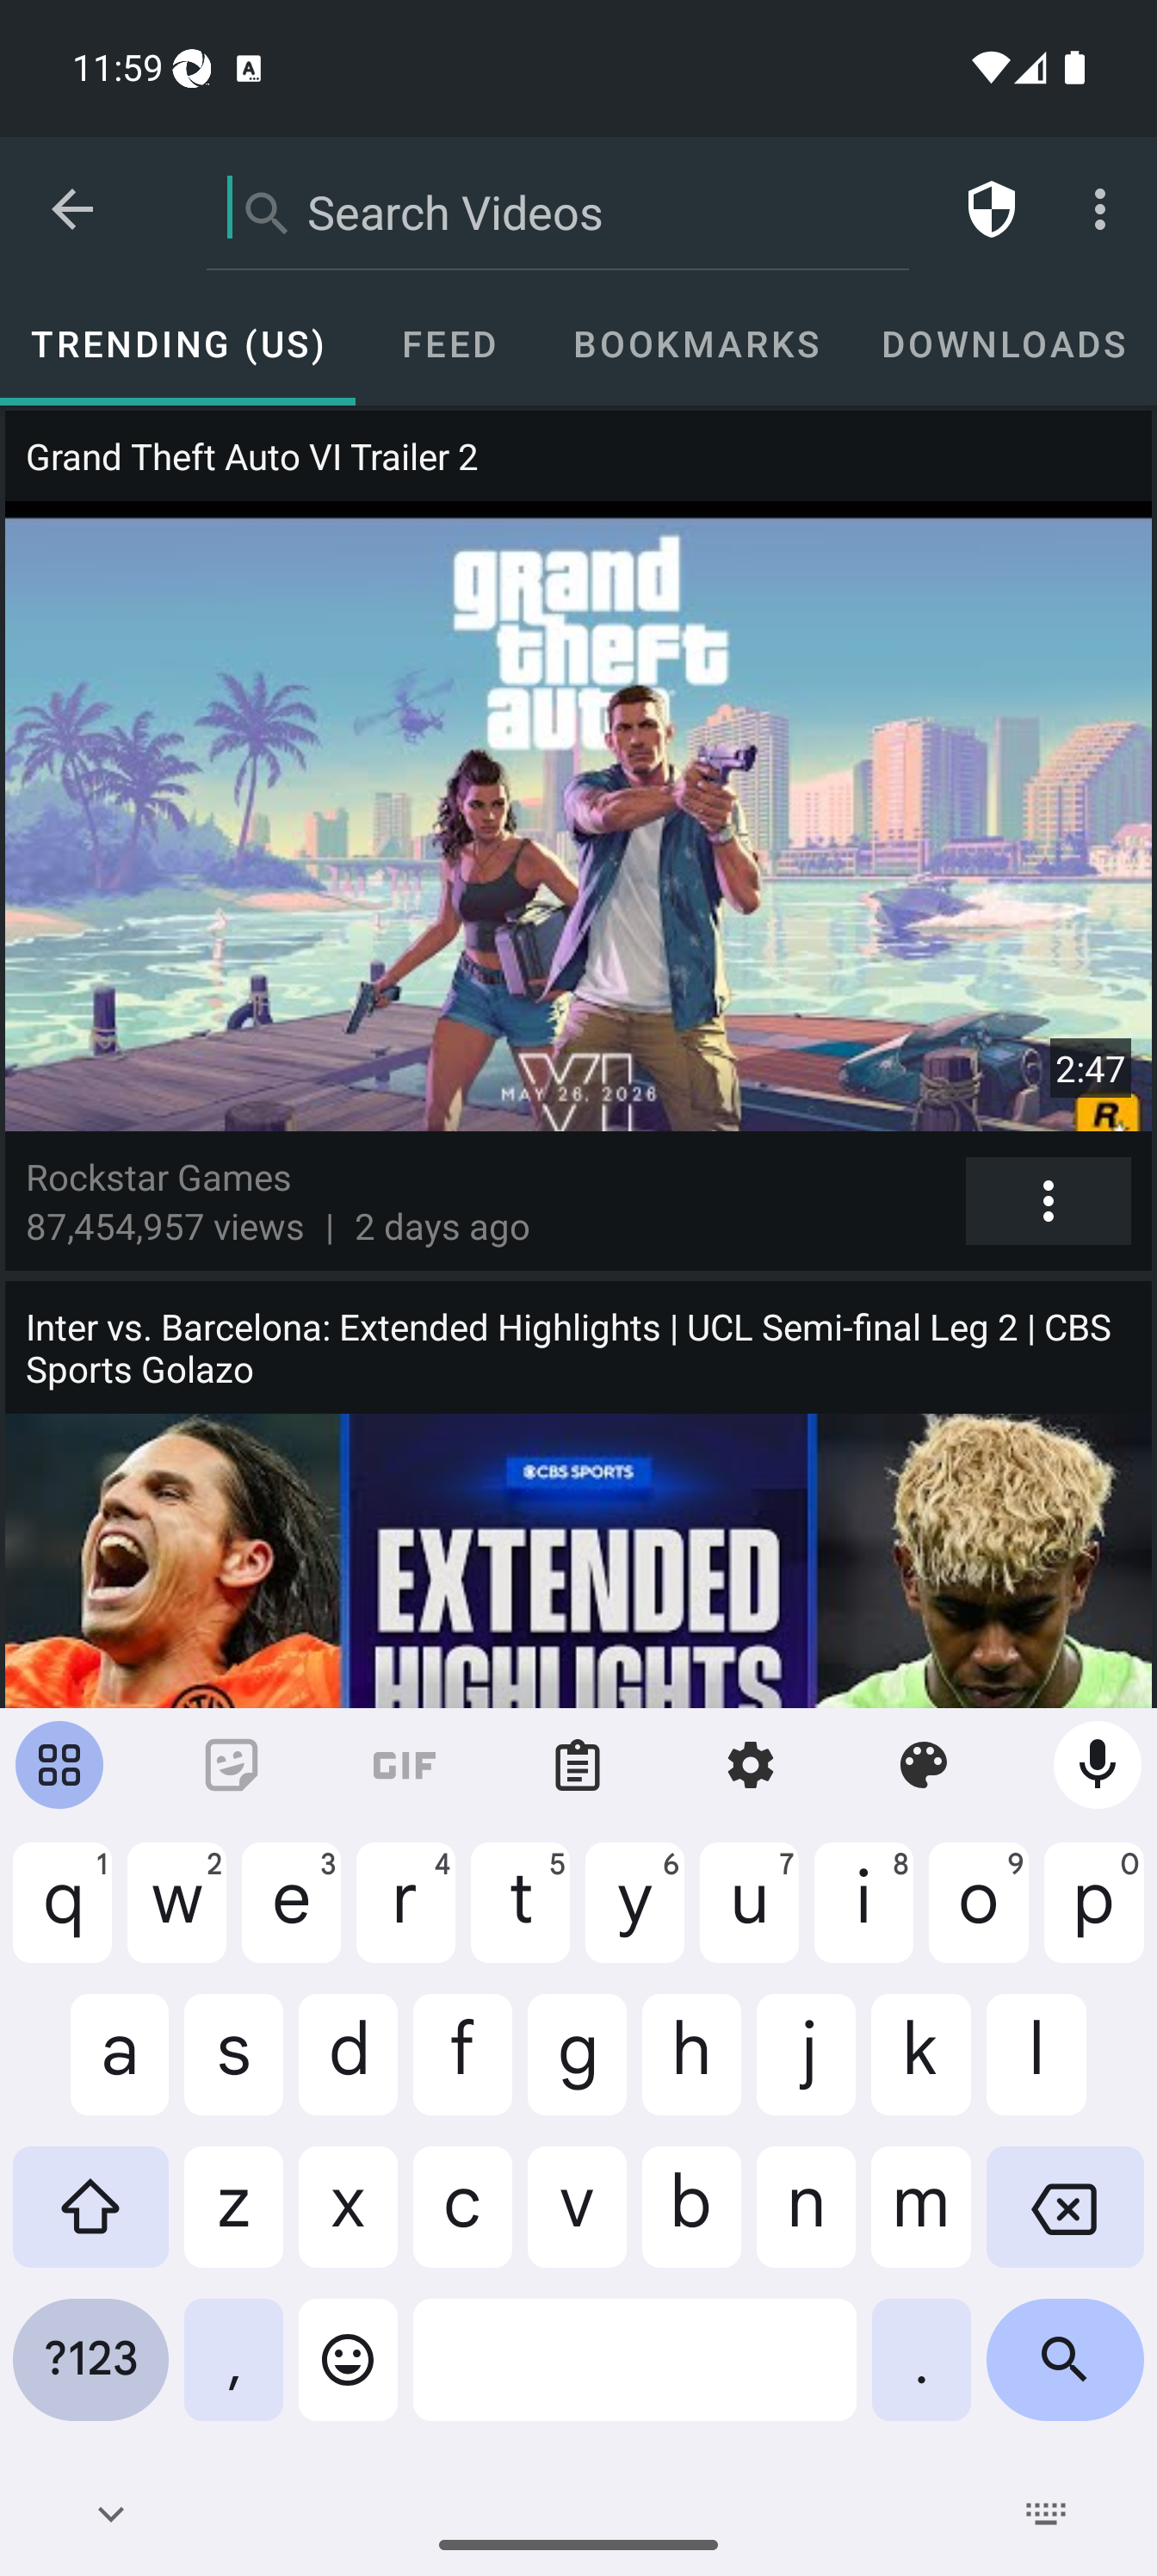 11:59
A
Search Videos
TRENDING (US) FEED BOOKMARKS DOWNLOADS
Grand Theft Auto VI Trailer 2
grand
theft
auto
VI
MAY 26, 2026
2:47
R
Rockstar Games
87,454,957 views | 2 days ago
Inter vs. Barcelona: Extended Highlights | UCL Semi-final Leg 2 | CBS
Sports Golazo
CBS SPORTS
EXTENDED
HIGHLIGHTS
GIF
q 1 w 2 e 3 r 4 t 5 y 6 u 7 i 8 o 9 p 0
a s d f g h j k l
z x c v b n m
?123 , .